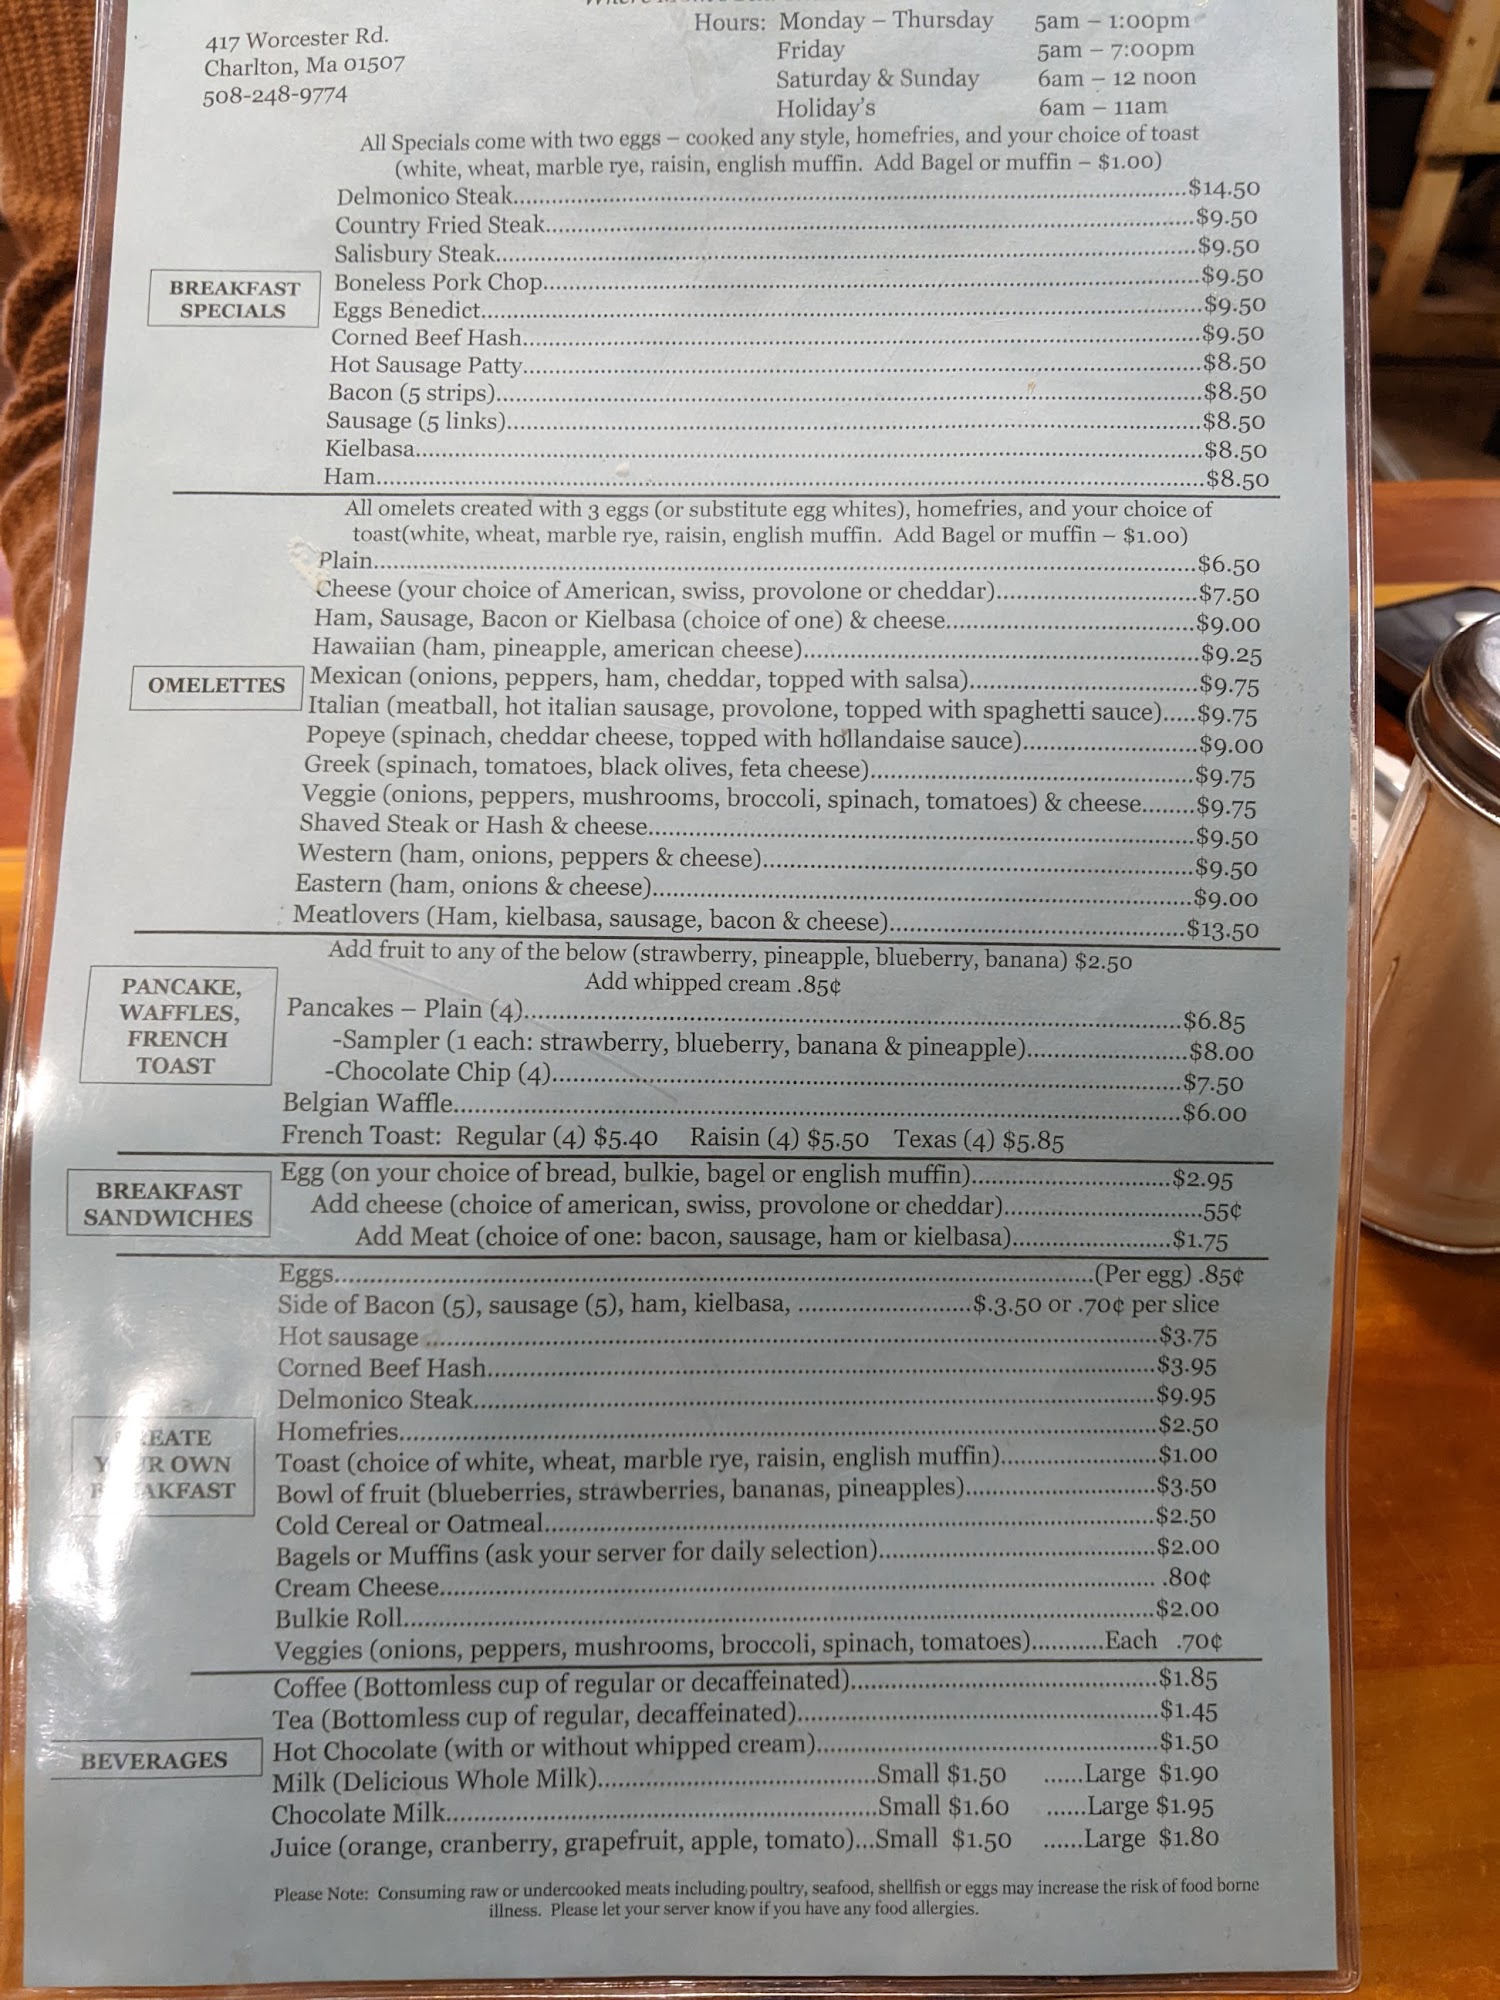 417 Worcester Rd.
Charlton, Ma 01507
508-248-9774
Hours: Monday – Thursday 5am – 1:00pm
Friday 5am – 7:00pm
Saturday & Sunday 6am – 12 noon
Holiday's 6am – 11am
All Specials come with two eggs – cooked any style, homefries, and your choice of toast
(white, wheat, marble rye, raisin, english muffin. Add Bagel or muffin – $1.00)
BREAKFAST
SPECIALS
Delmonico Steak.....$14.50
Country Fried Steak.....$9.50
Salisbury Steak.....$9.50
Boneless Pork Chop.....$9.50
Eggs Benedict.....$9.50
Corned Beef Hash.....$9.50
Hot Sausage Patty.....$8.50
Bacon (5 strips).....$8.50
Sausage (5 links).....$8.50
Kielbasa.....$8.50
Ham.....$8.50
All omelets created with 3 eggs (or substitute egg whites), homefries, and your choice of
toast(white, wheat, marble rye, raisin, english muffin. Add Bagel or muffin – $1.00)
OMELETTES
Plain.....$6.50
Cheese (your choice of American, swiss, provolone or cheddar).....$7.50
Ham, Sausage, Bacon or Kielbasa (choice of one) & cheese.....$9.00
Hawaiian (ham, pineapple, american cheese).....$9.25
Mexican (onions, peppers, ham, cheddar, topped with salsa).....$9.75
Italian (meatball, hot italian sausage, provolone, topped with spaghetti sauce).....$9.75
Popeye (spinach, cheddar cheese, topped with hollandaise sauce).....$9.00
Greek (spinach, tomatoes, black olives, feta cheese).....$9.75
Veggie (onions, peppers, mushrooms, broccoli, spinach, tomatoes) & cheese.....$9.75
Shaved Steak or Hash & cheese.....$9.50
Western (ham, onions, peppers & cheese).....$9.50
Eastern (ham, onions & cheese).....$9.00
Meatlovers (Ham, kielbasa, sausage, bacon & cheese).....$13.50
Add fruit to any of the below (strawberry, pineapple, blueberry, banana) $2.50
Add whipped cream .85¢
PANCAKE,
WAFFLES,
FRENCH
TOAST
Pancakes – Plain (4).....$6.85
-Sampler (1 each: strawberry, blueberry, banana & pineapple).....$8.00
-Chocolate Chip (4).....$7.50
Belgian Waffle.....$6.00
French Toast: Regular (4) $5.40 Raisin (4) $5.50 Texas (4) $5.85
BREAKFAST
SANDWICHES
Egg (on your choice of bread, bulkie, bagel or english muffin).....$2.95
Add cheese (choice of american, swiss, provolone or cheddar).....55¢
Add Meat (choice of one: bacon, sausage, ham or kielbasa).....$1.75
EATE
R OWN
AKFAST
Eggs.....(Per egg) .85¢
Side of Bacon (5), sausage (5), ham, kielbasa, .....$.3.50 or .70¢ per slice
Hot sausage .....$3.75
Corned Beef Hash.....$3.95
Delmonico Steak.....$9.95
Homefries.....$2.50
Toast (choice of white, wheat, marble rye, raisin, english muffin).....$1.00
Bowl of fruit (blueberries, strawberries, bananas, pineapples).....$3.50
Cold Cereal or Oatmeal.....$2.50
Bagels or Muffins (ask your server for daily selection).....$2.00
Cream Cheese..... .80¢
Bulkie Roll.....$2.00
Veggies (onions, peppers, mushrooms, broccoli, spinach, tomatoes).....Each .70¢
BEVERAGES
Coffee (Bottomless cup of regular or decaffeinated).....$1.85
Tea (Bottomless cup of regular, decaffeinated).....$1.45
Hot Chocolate (with or without whipped cream).....$1.50
Milk (Delicious Whole Milk).....Small $1.50 ......Large $1.90
Chocolate Milk.....Small $1.60 ......Large $1.95
Juice (orange, cranberry, grapefruit, apple, tomato)...Small $1.50 ......Large $1.80
Please Note: Consuming raw or undercooked meats including poultry, seafood, shellfish or eggs may increase the risk of food borne
illness. Please let your server know if you have any food allergies.